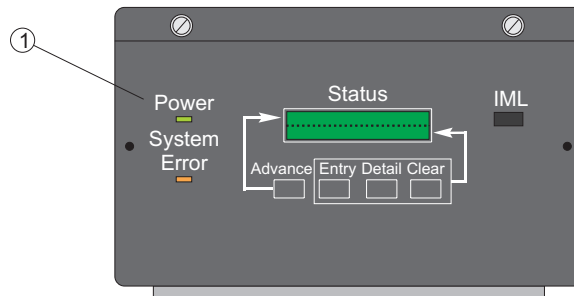 1
Power
Status
IML
System
Error
Advance
Entry Detail Clear